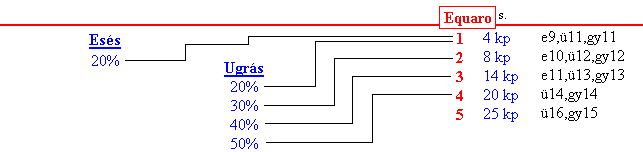 Equaro s.
Esés
20%
Ugrás
20%
30%
40%
50%
1 4 kp e9,ü11,gy11
2 8 kp e10,ü12,gy12
3 14 kp e11,ü13,gy13
4 20 kp ü14,gy14
5 25 kp ü16,gy15